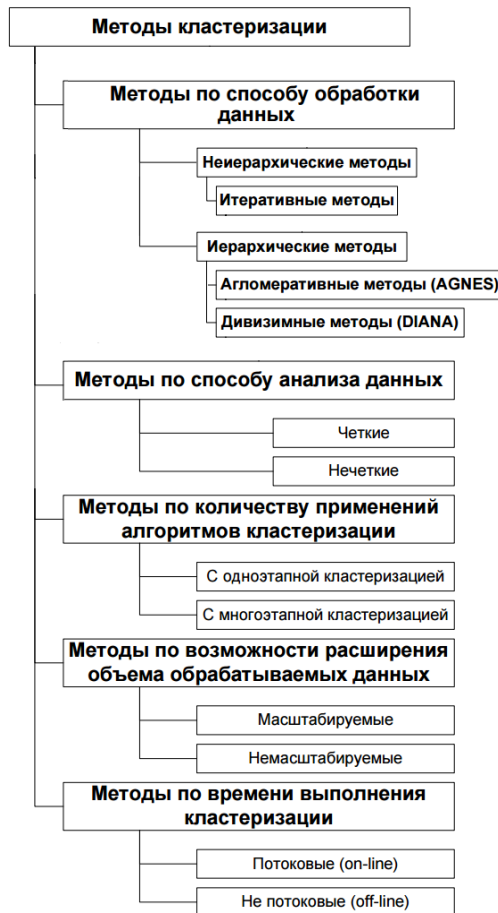 Методы кластеризации
Методы по способу обработки
данных
Неиерархические методы
Итеративные методы
Иерархические методы
Агломеративные методы (AGNES)
Дивизимные методы (DIANA)
Методы по способу анализа данных
Четкие
Нечеткие
Методы по количеству применений
алгоритмов кластеризации
С одноэтапной кластеризацией
С многоэтапной кластеризацией
Методы по возможности расширения
объема обрабатываемых данных
Масштабируемые
Немасштабируемые
Методы по времени выполнения
кластеризации
Потоковые (on-line)
Не потоковые (off-line)